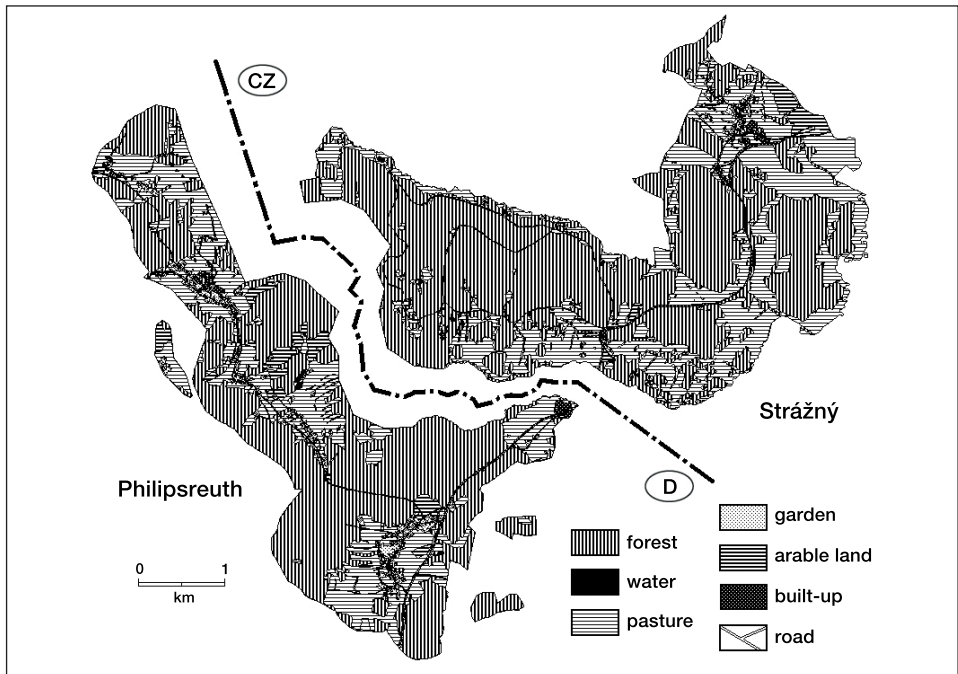 CZ
Strážný
Philipsreuth
D
0 1
km
forest
water
pasture
garden
arable land
built-up
road